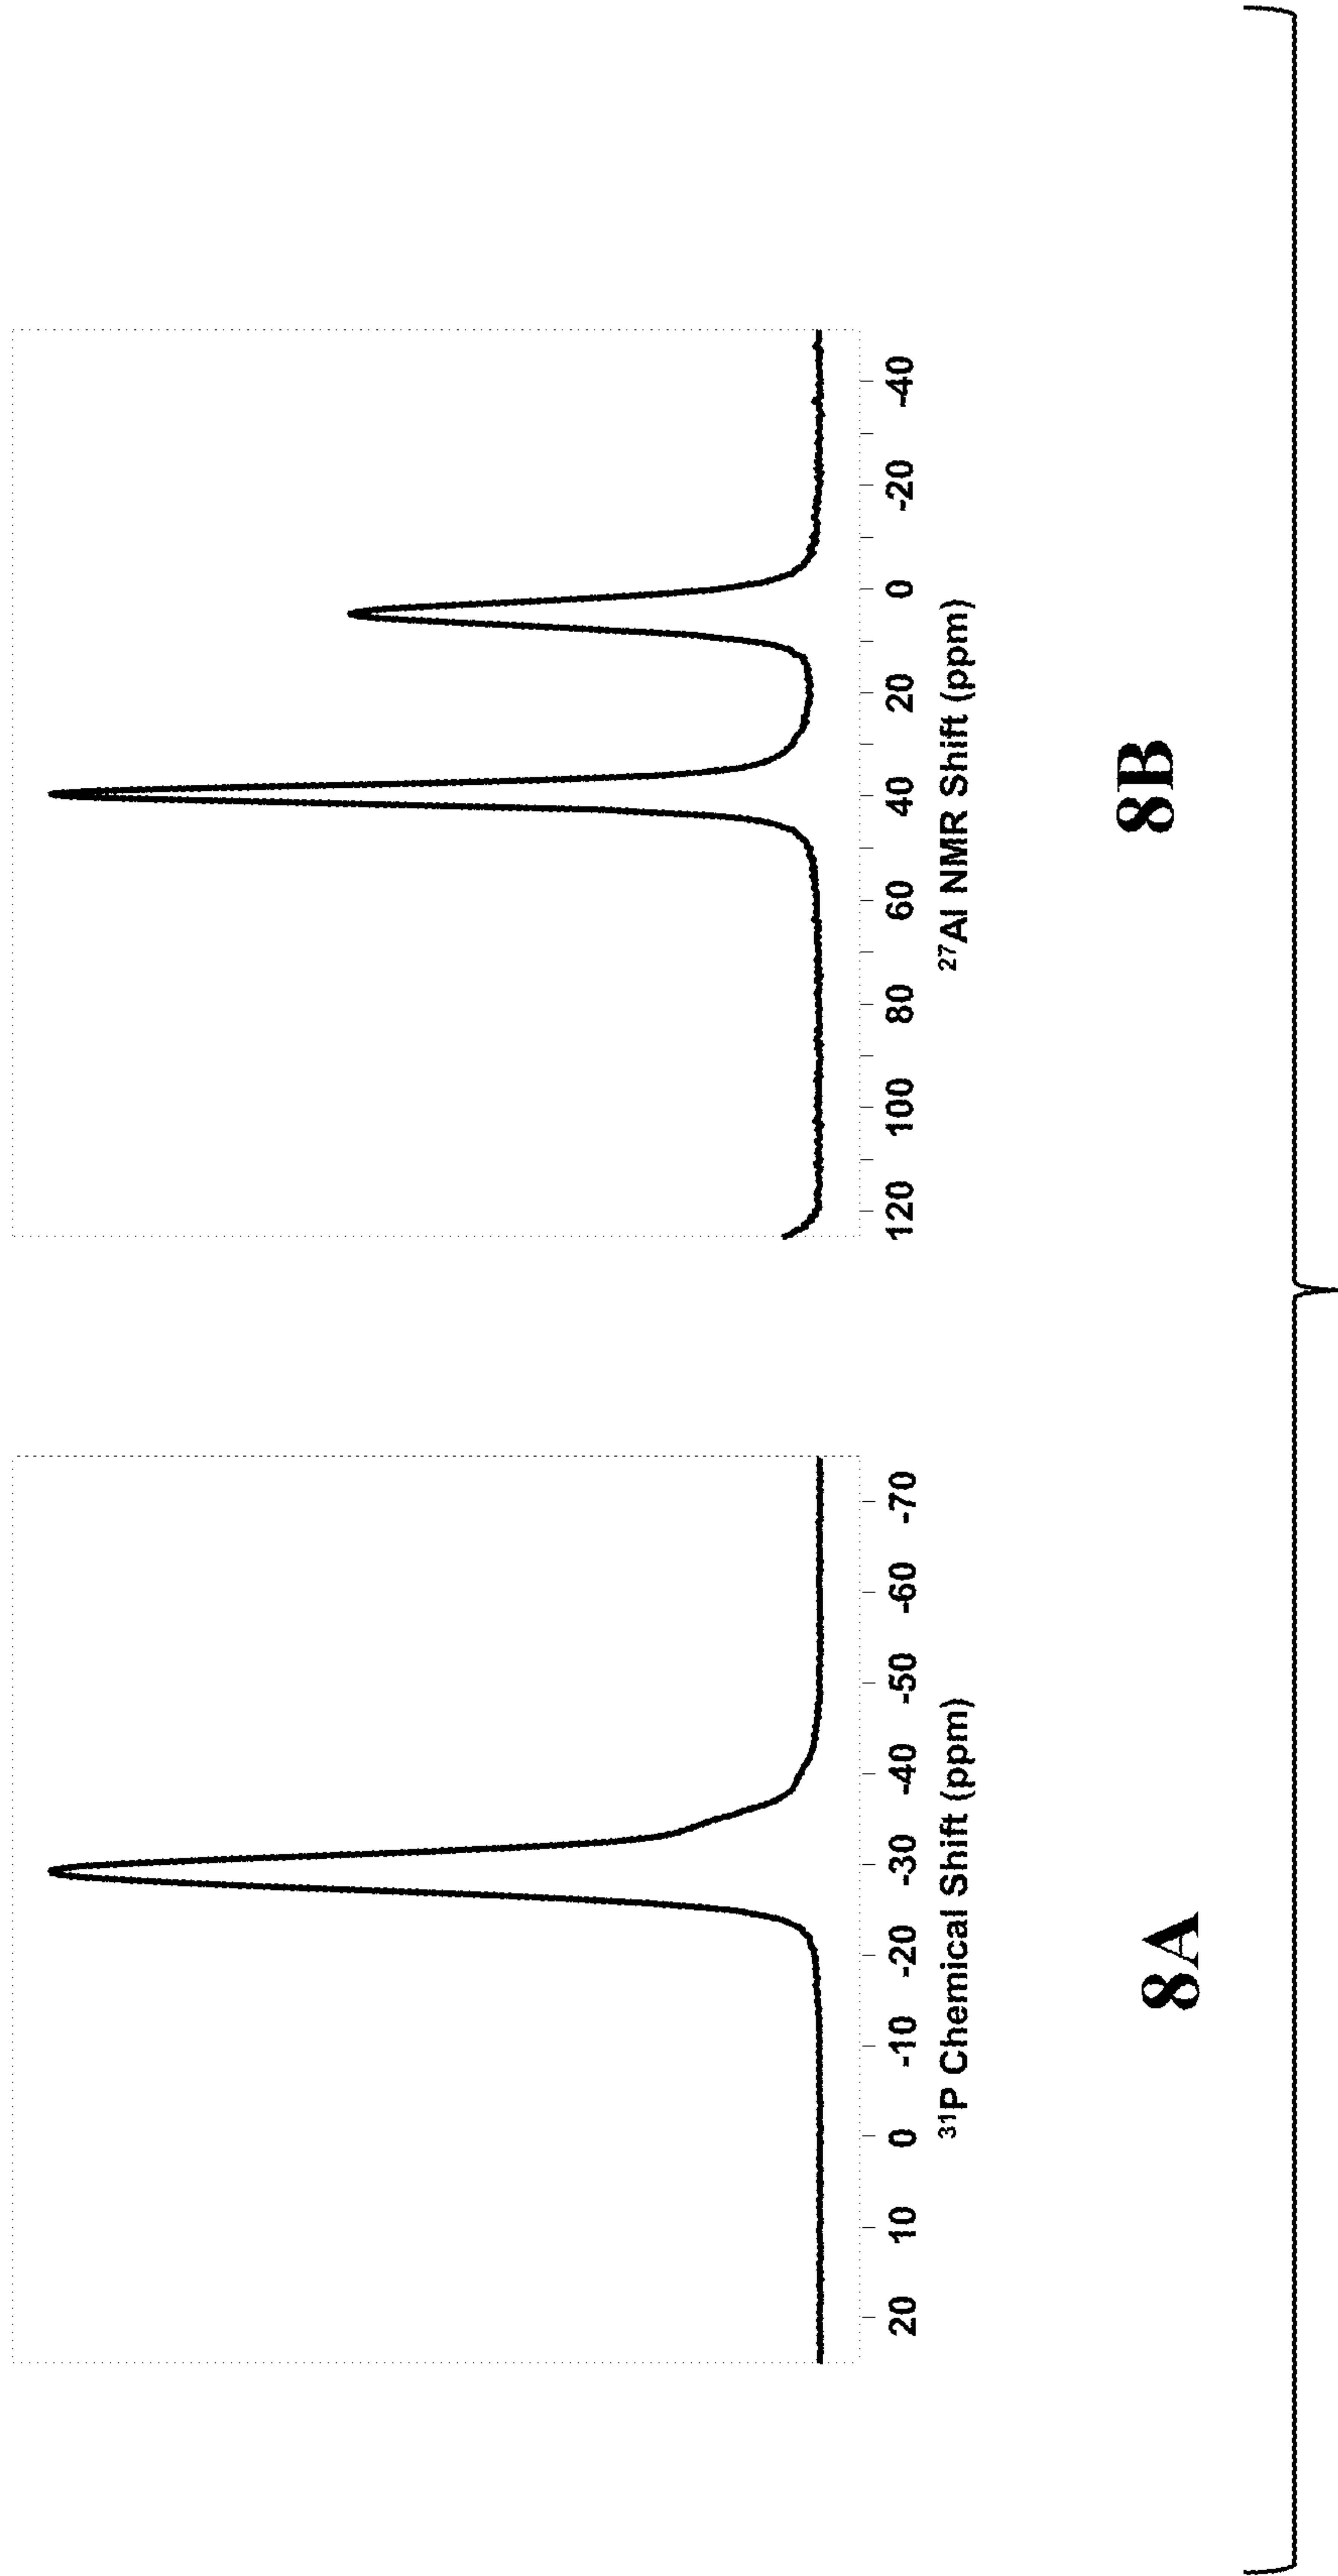 20 10 0 -10 -20 -30 -40 -50 -60 -70
³¹P Chemical Shift (ppm)
8A
120 100 80 60 40 20 0 -20 -40
²⁷Al NMR Shift (ppm)
8B